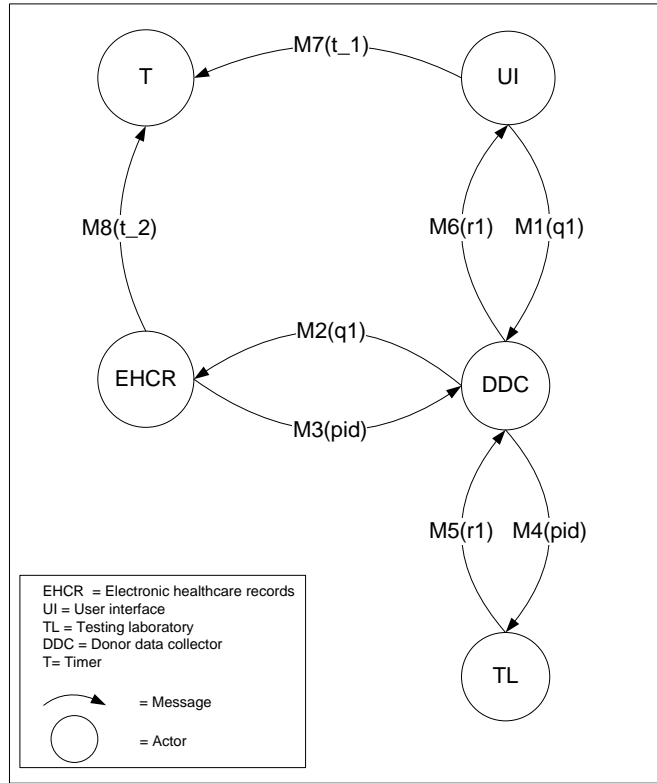 M7(t_1)
T
UI
M8(t_2)
M6(r1)
M1(q1)
M2(q1)
EHCR
DDC
M3(pid)
M5(r1)
M4(pid)
TL
EHCR = Electronic healthcare records
UI = User interface
TL = Testing laboratory
DDC = Donor data collector
T= Timer
= Message
= Actor